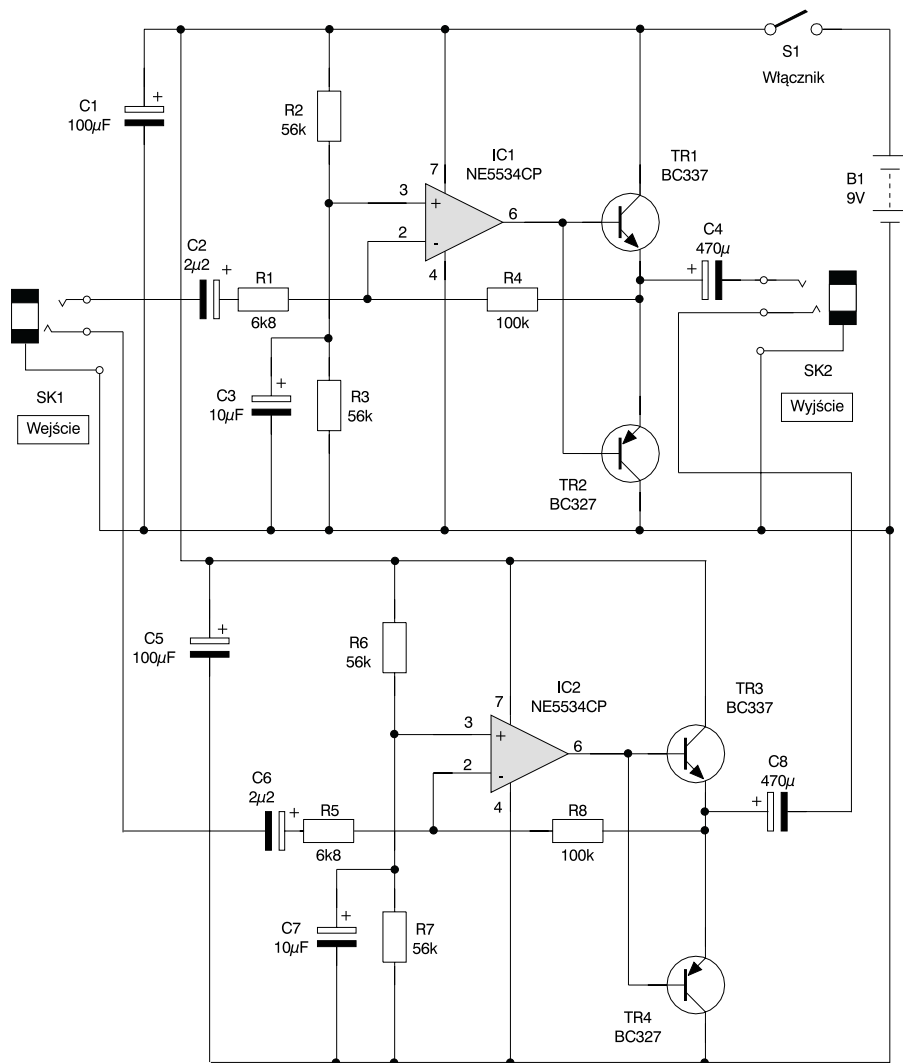 S1
Włącznik
C1
100µF
+
R2
56k
IC1
NE5534CP
TR1
BC337
B1
9V
7
3
+
6
2
-
4
C2
2µ2
+
R1
6k8
R4
100k
C4
470µ
+
SK1
Wejście
C3
10µF
+
R3
56k
SK2
Wyjście
TR2
BC327
C5
100µF
+
R6
56k
IC2
NE5534CP
TR3
BC337
7
3
+
6
2
-
4
C6
2µ2
+
R5
6k8
R8
100k
C8
470µ
+
C7
10µF
+
R7
56k
TR4
BC327